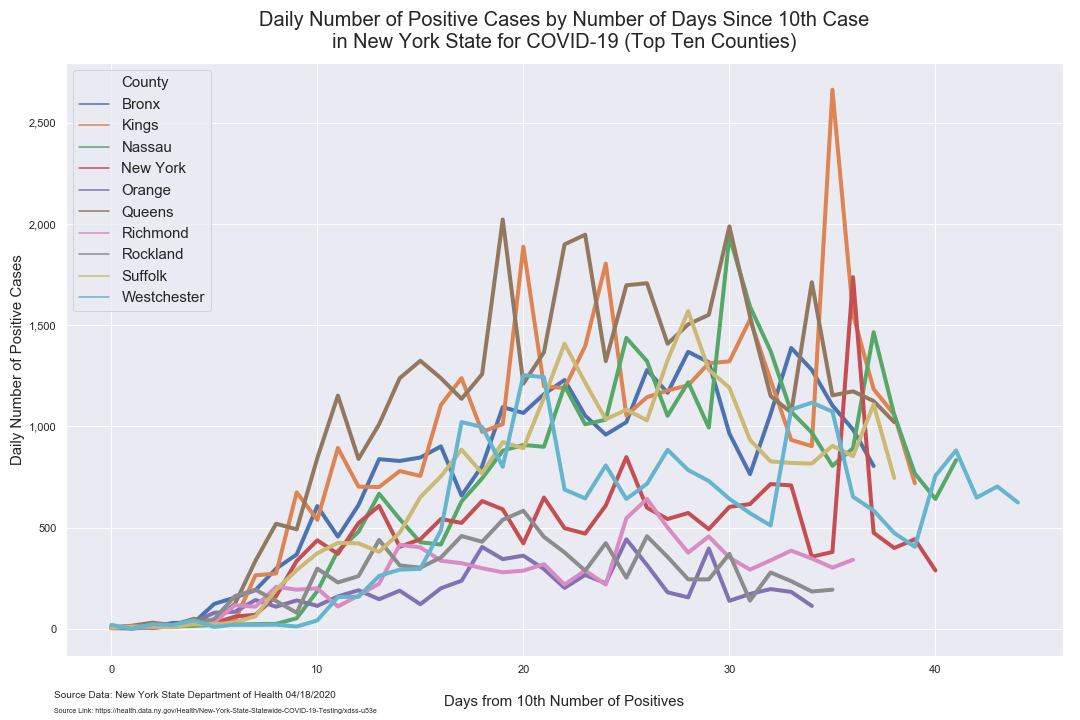 Daily Number of Positive Cases by Number of Days Since 10th Case
in New York State for COVID-19 (Top Ten Counties)
County
Bronx
Kings
Nassau
New York
Orange
Queens
Richmond
Rockland
Suffolk
Westchester
2,500
2,000
1,500
1,000
500
0
Daily Number of Positive Cases
0 10 20 30 40
Days from 10th Number of Positives
Source Data: New York State Department of Health 04/18/2020
Source Link: https://health.data.ny.gov/Health/New-York-State-Statewide-COVID-19-Testing/xdss-u53e